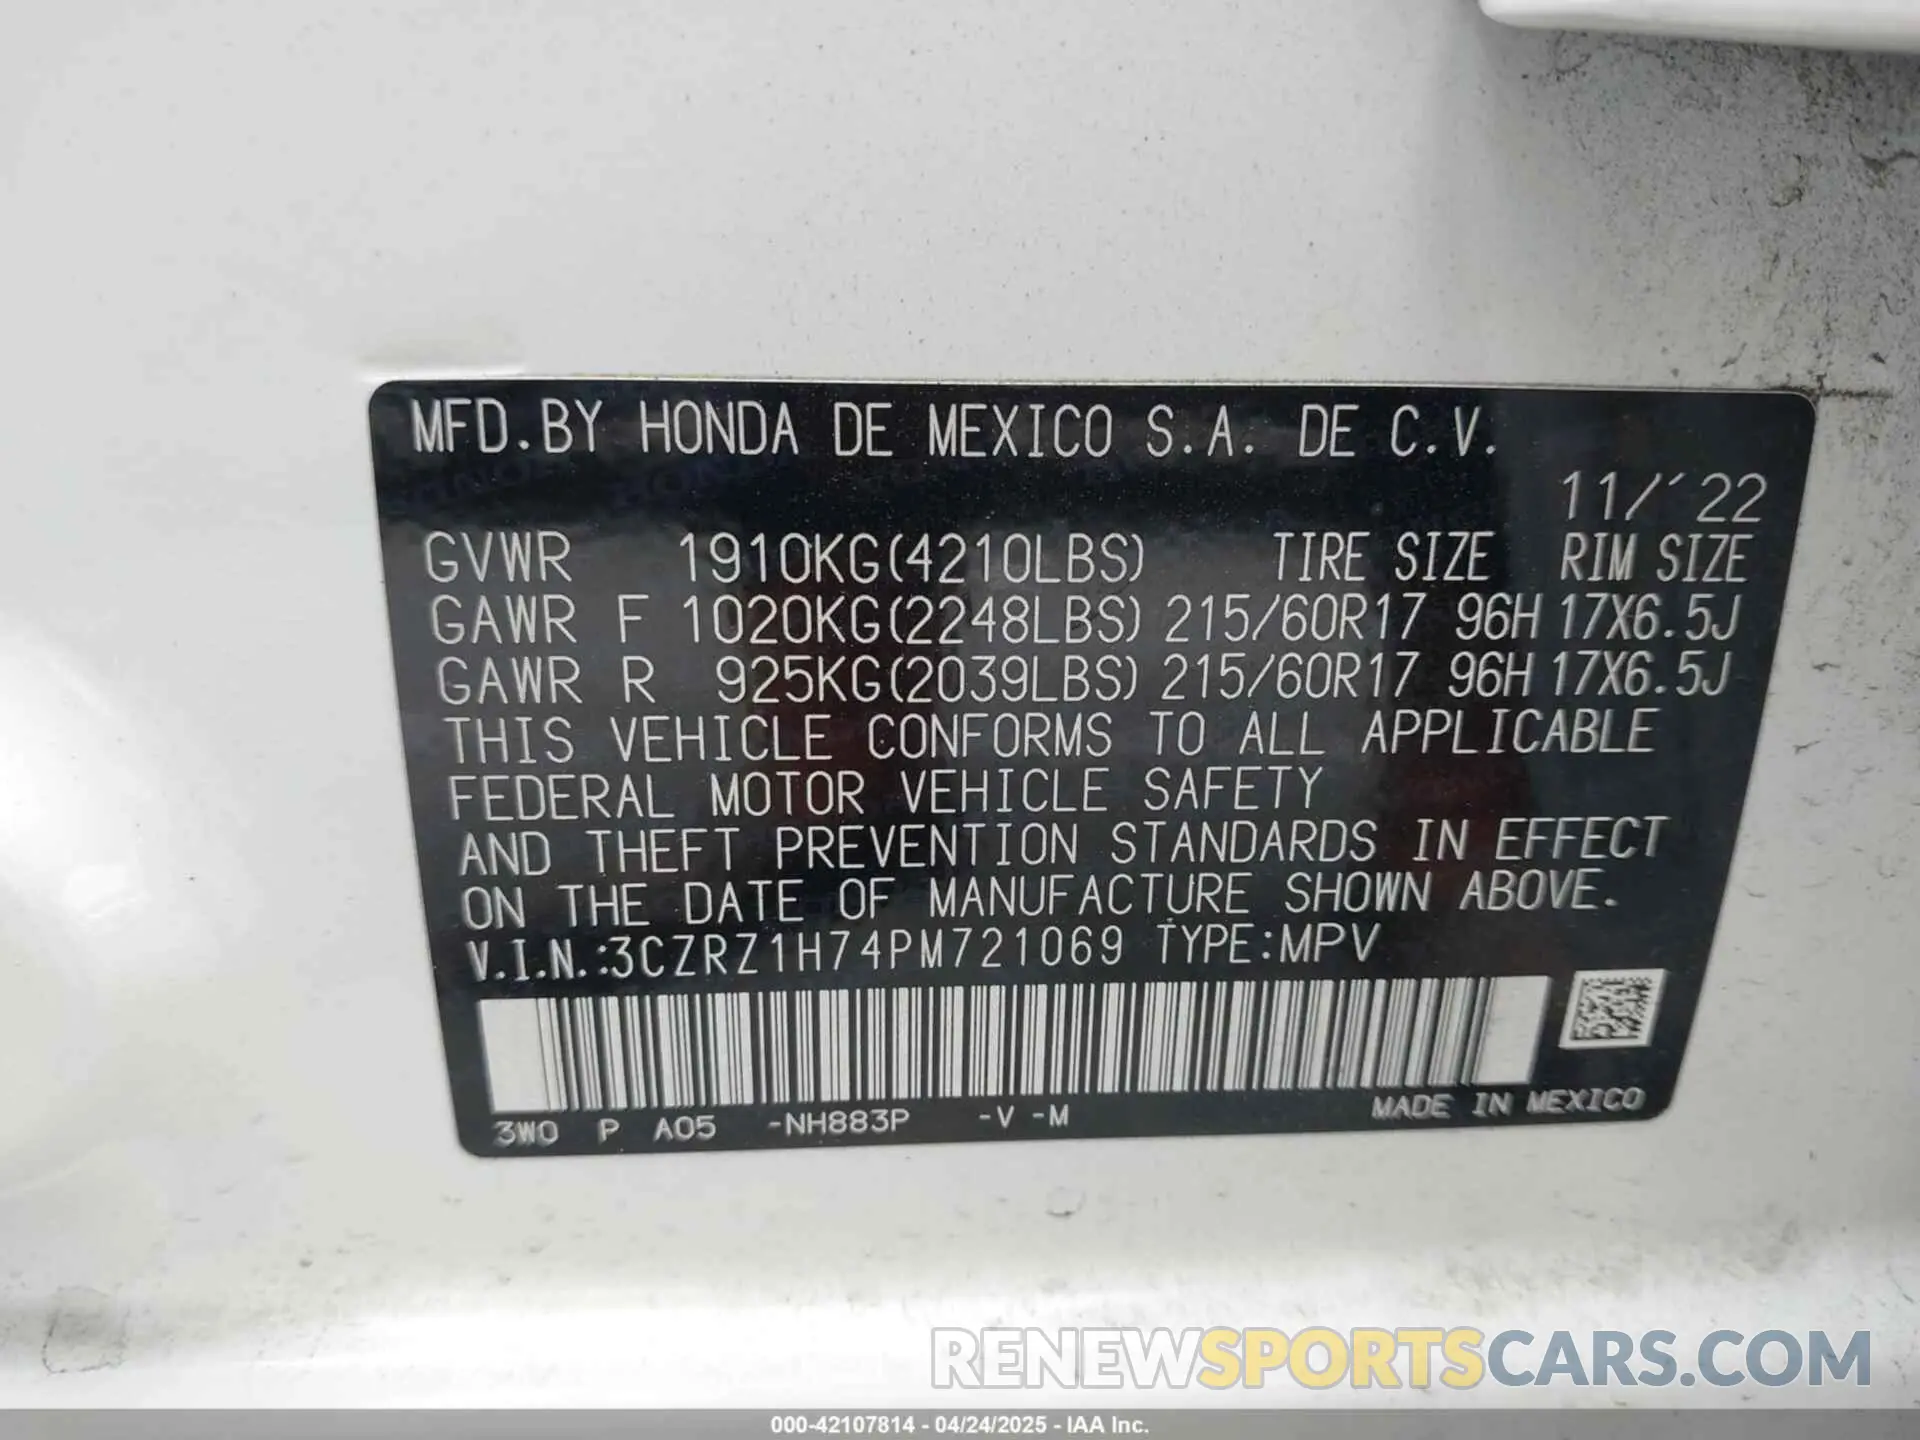 MFD.BY HONDA DE MEXICO S.A. DE C.V.
11/´22
GVWR 1910KG(4210LBS) TIRE SIZE RIM SIZE
GAWR F 1020KG(2248LBS) 215/60R17 96H 17X6.5J
GAWR R 925KG(2039LBS) 215/60R17 96H 17X6.5J
THIS VEHICLE CONFORMS TO ALL APPLICABLE
FEDERAL MOTOR VEHICLE SAFETY
AND THEFT PREVENTION STANDARDS IN EFFECT
ON THE DATE OF MANUFACTURE SHOWN ABOVE.
V.I.N.:3CZRZ1H74PM721069 TYPE:MPV
3W0 P A05 -NH883P -V -M MADE IN MEXICO
RENEWSPORTSCARS.COM
000-42107814 - 04/24/2025 - IAA Inc.